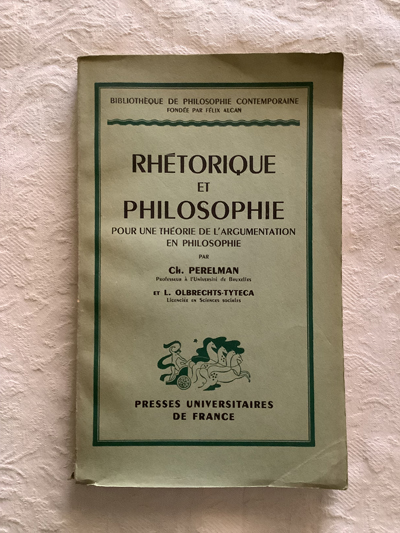 BIBLIOTHÈQUE DE PHILOSOPHIE CONTEMPORAINE
FONDÉE PAR FÉLIX ALCAN
RHÉTORIQUE
ET
PHILOSOPHIE
POUR UNE THÉORIE DE L'ARGUMENTATION
EN PHILOSOPHIE
PAR
Ch. PERELMAN
Professeur à l'Université de Bruxelles
ET L. OLBRECHTS-TYTECA
Licenciée en Sciences sociales
PRESSES UNIVERSITAIRES
DE FRANCE